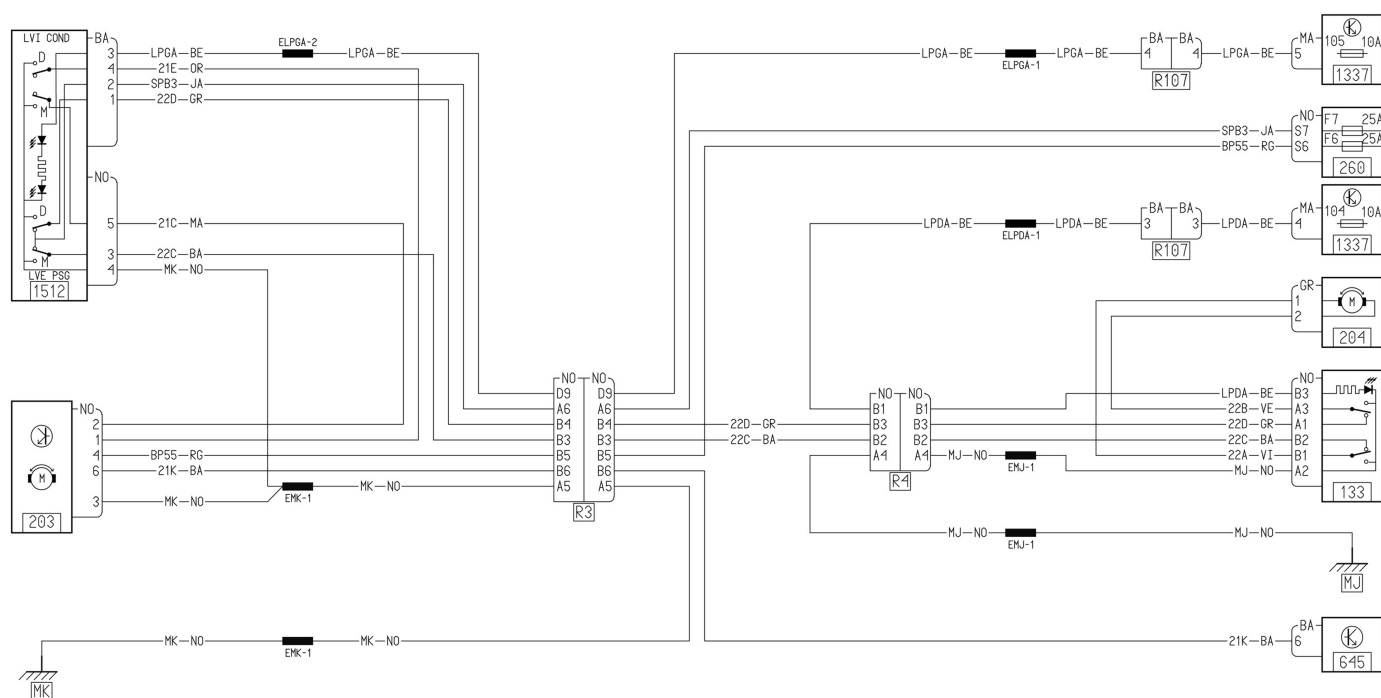 LVI COND
BA
D
M
3 LPGA-BE ELPGA-2 LPGA-BE
4 21E-OR
2 SPB3-JA
1 22D-GR
NO
D
M
5 21C-MA
3 22C-BA
4 MK-NO
LVE PSG
1512
NO
2
1
4 BP55-RG
6 21K-BA
3 MK-NO
M
203
EMK-1 MK-NO
MK-NO EMK-1 MK-NO
MK
NO NO
D9 D9
A6 A6
B4 B4
B3 B3
B5 B5
B6 B6
A5 A5
R3
22D-GR
22C-BA
LPGA-BE ELPGA-1 LPGA-BE
BA BA
4 4
R107
LPGA-BE
MA
5
105 10A
1337
NO
SPB3-JA S7 F7 25A
BP55-RG S6 F6 25A
260
LPDA-BE ELPDA-1 LPDA-BE
BA BA
3 3
R107
LPDA-BE
MA
4
104 10A
1337
GR
1
2
M
204
NO NO
B1 B1
B3 B3
B2 B2
A4 A4
R4
MJ-NO EMJ-1
NO
LPDA-BE B3
22B-VE A3
22D-GR A1
22C-BA B2
22A-VI B1
MJ-NO A2
133
MJ-NO EMJ-1 MJ-NO
MJ
BA
21K-BA 6
645